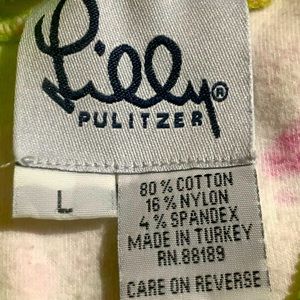 Lilly®
PULITZER
L
80% COTTON
16% NYLON
4% SPANDEX
MADE IN TURKEY
RN.88189
CARE ON REVERSE